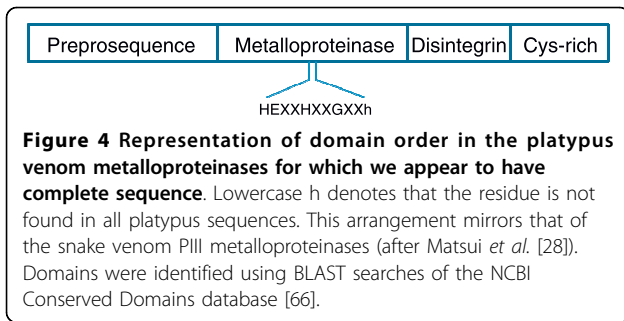 Preprosequence Metalloproteinase Disintegrin Cys-rich
HEXXHXXGXXh
Figure 4 Representation of domain order in the platypus
venom metalloproteinases for which we appear to have
complete sequence. Lowercase h denotes that the residue is not
found in all platypus sequences. This arrangement mirrors that of
the snake venom PIII metalloproteinases (after Matsui et al. [28]).
Domains were identified using BLAST searches of the NCBI
Conserved Domains database [66].